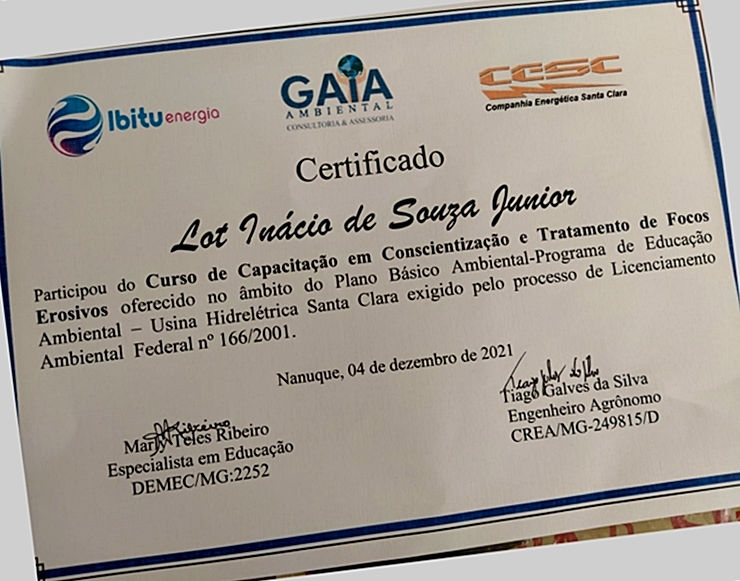 Ibitu energia
GAIA
AMBIENTAL
CONSULTORIA & ASSESSORIA
CESC
Companhia Energética Santa Clara
Certificado
Lot Inácio de Souza Junior
Participou do Curso de Capacitação em Conscientização e Tratamento de Focos
Erosivos oferecido no âmbito do Plano Básico Ambiental-Programa de Educação
Ambiental – Usina Hidrelétrica Santa Clara exigido pelo processo de Licenciamento
Ambiental Federal nº 166/2001.
Nanuque, 04 de dezembro de 2021
Tiago Galves da Silva
Engenheiro Agrônomo
CREA/MG-249815/D
Marly Teles Ribeiro
Especialista em Educação
DEMEC/MG:2252